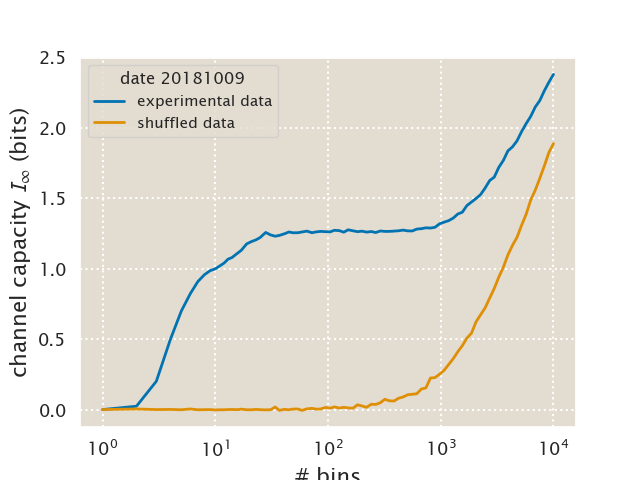 date 20181009
experimental data
shuffled data
channel capacity I∞ (bits)
2.5
2.0
1.5
1.0
0.5
0.0
10⁰ 10¹ 10² 10³ 10⁴
# bins